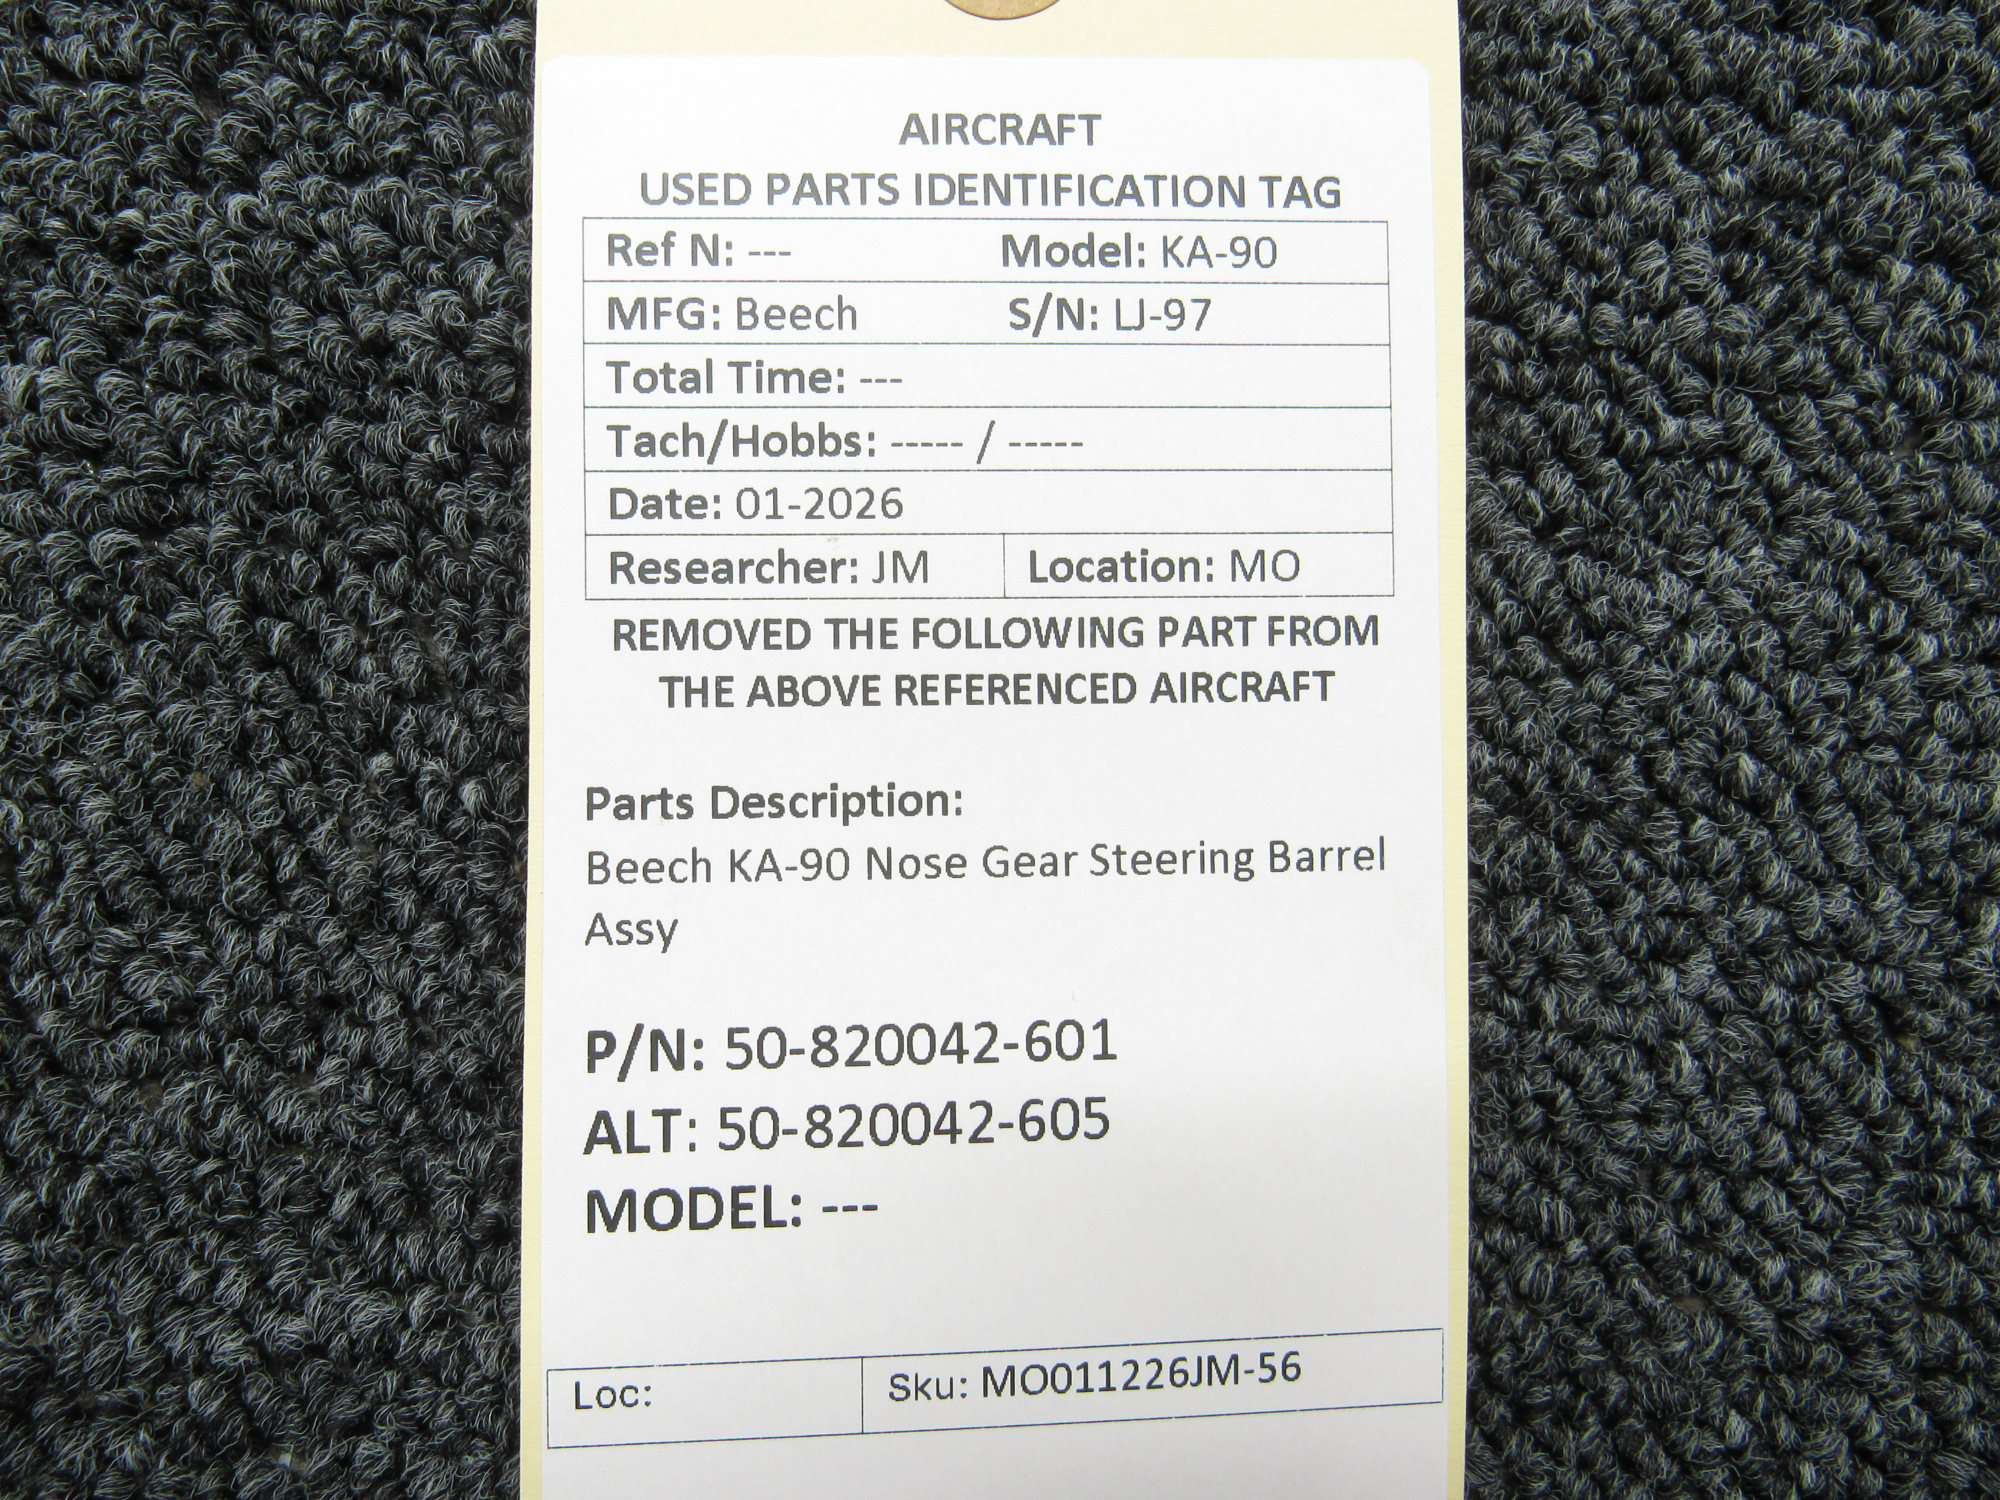 AIRCRAFT
USED PARTS IDENTIFICATION TAG
Ref N: --- Model: KA-90
MFG: Beech S/N: LJ-97
Total Time: ---
Tach/Hobbs: ----- / -----
Date: 01-2026
Researcher: JM Location: MO
REMOVED THE FOLLOWING PART FROM
THE ABOVE REFERENCED AIRCRAFT
Parts Description:
Beech KA-90 Nose Gear Steering Barrel
Assy
P/N: 50-820042-601
ALT: 50-820042-605
MODEL: ---
Loc: Sku: MO011226JM-56